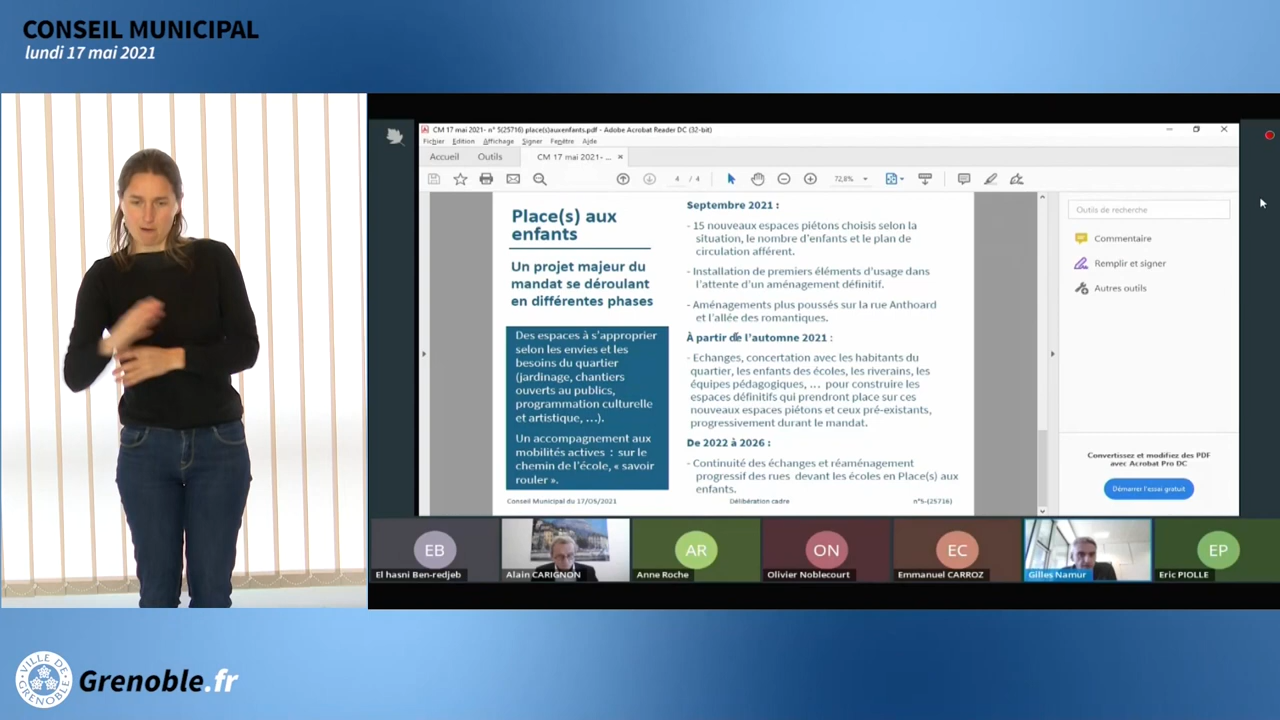 CONSEIL MUNICIPAL
lundi 17 mai 2021
CM 17 mai 2021- n° 5(25716) place(s)auxenfants.pdf - Adobe Acrobat Reader DC (32-bit)
Fichier Edition Affichage Signer Fenêtre Aide
Accueil Outils CM 17 mai 2021- ... ×
4 / 4 72,8%
Place(s) aux
enfants
Un projet majeur du
mandat se déroulant
en différentes phases
Des espaces à s'approprier
selon les envies et les
besoins du quartier
(jardinage, chantiers
ouverts au publics,
programmation culturelle
et artistique, ...).
Un accompagnement aux
mobilités actives : sur le
chemin de l'école, « savoir
rouler ».
Septembre 2021 :
- 15 nouveaux espaces piétons choisis selon la
situation, le nombre d'enfants et le plan de
circulation afférent.
- Installation de premiers éléments d'usage dans
l'attente d'un aménagement définitif.
- Aménagements plus poussés sur la rue Anthoard
et l'allée des romantiques.
À partir de l'automne 2021 :
- Echanges, concertation avec les habitants du
quartier, les enfants des écoles, les riverains, les
équipes pédagogiques, ... pour construire les
espaces définitifs qui prendront place sur ces
nouveaux espaces piétons et ceux pré-existants,
progressivement durant le mandat.
De 2022 à 2026 :
- Continuité des échanges et réaménagement
progressif des rues devant les écoles en Place(s) aux
enfants.
Conseil Municipal du 17/05/2021 Délibération cadre n°5-(25716)
Outils de recherche
Commentaire
Remplir et signer
Autres outils
Convertissez et modifiez des PDF
avec Acrobat Pro DC
Démarrer l'essai gratuit
EB AR ON EC EP
El hasni Ben-redjeb Alain CARIGNON Anne Roche Olivier Noblecourt Emmanuel CARROZ Gilles Namur Eric PIOLLE
VILLE DE
GRENOBLE
Grenoble.fr